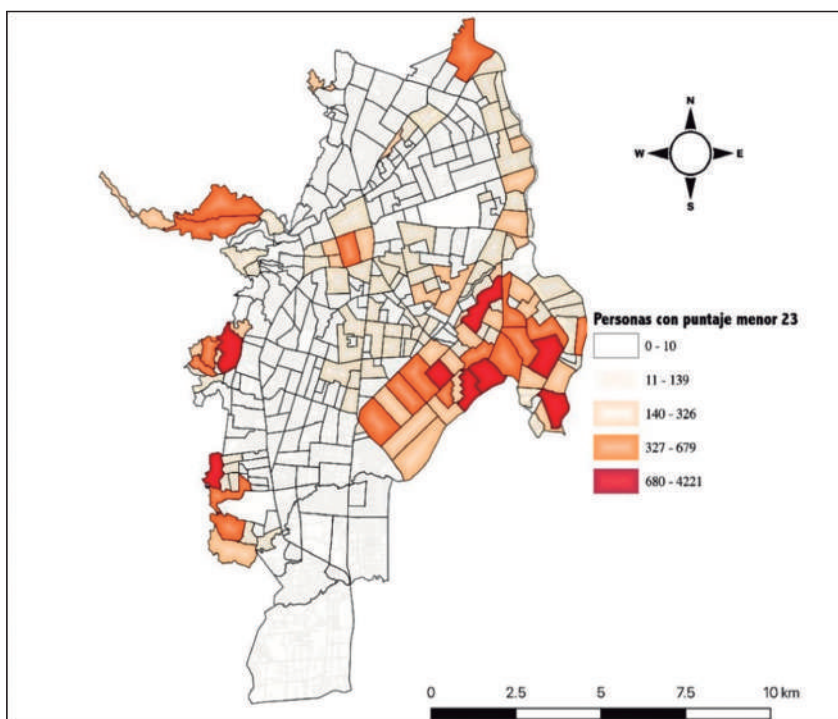 N
W E
S
Personas con puntaje menor 23
0 - 10
11 - 139
140 - 326
327 - 679
680 - 4221
0 2.5 5 7.5 10 km